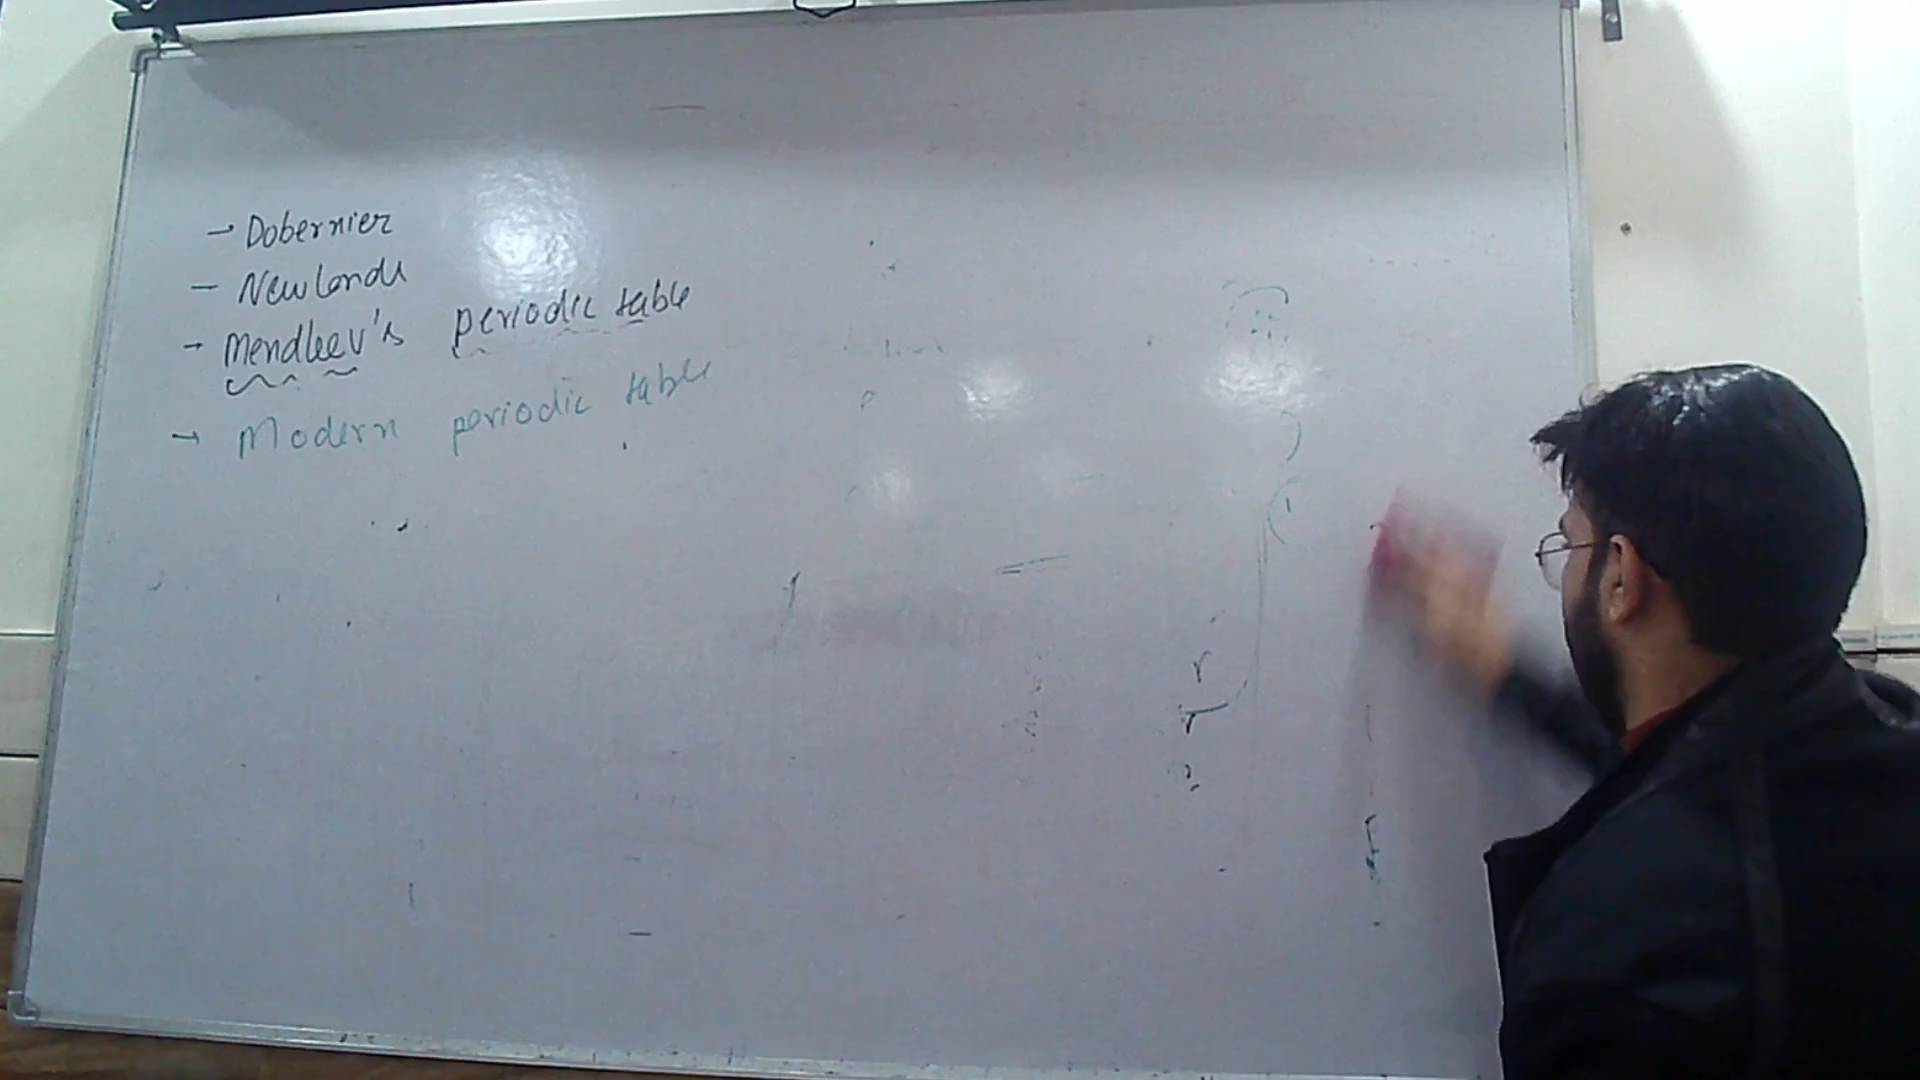 → Dobernier
– Newlands
→ Mendleev's periodic table
→ Modern periodic table